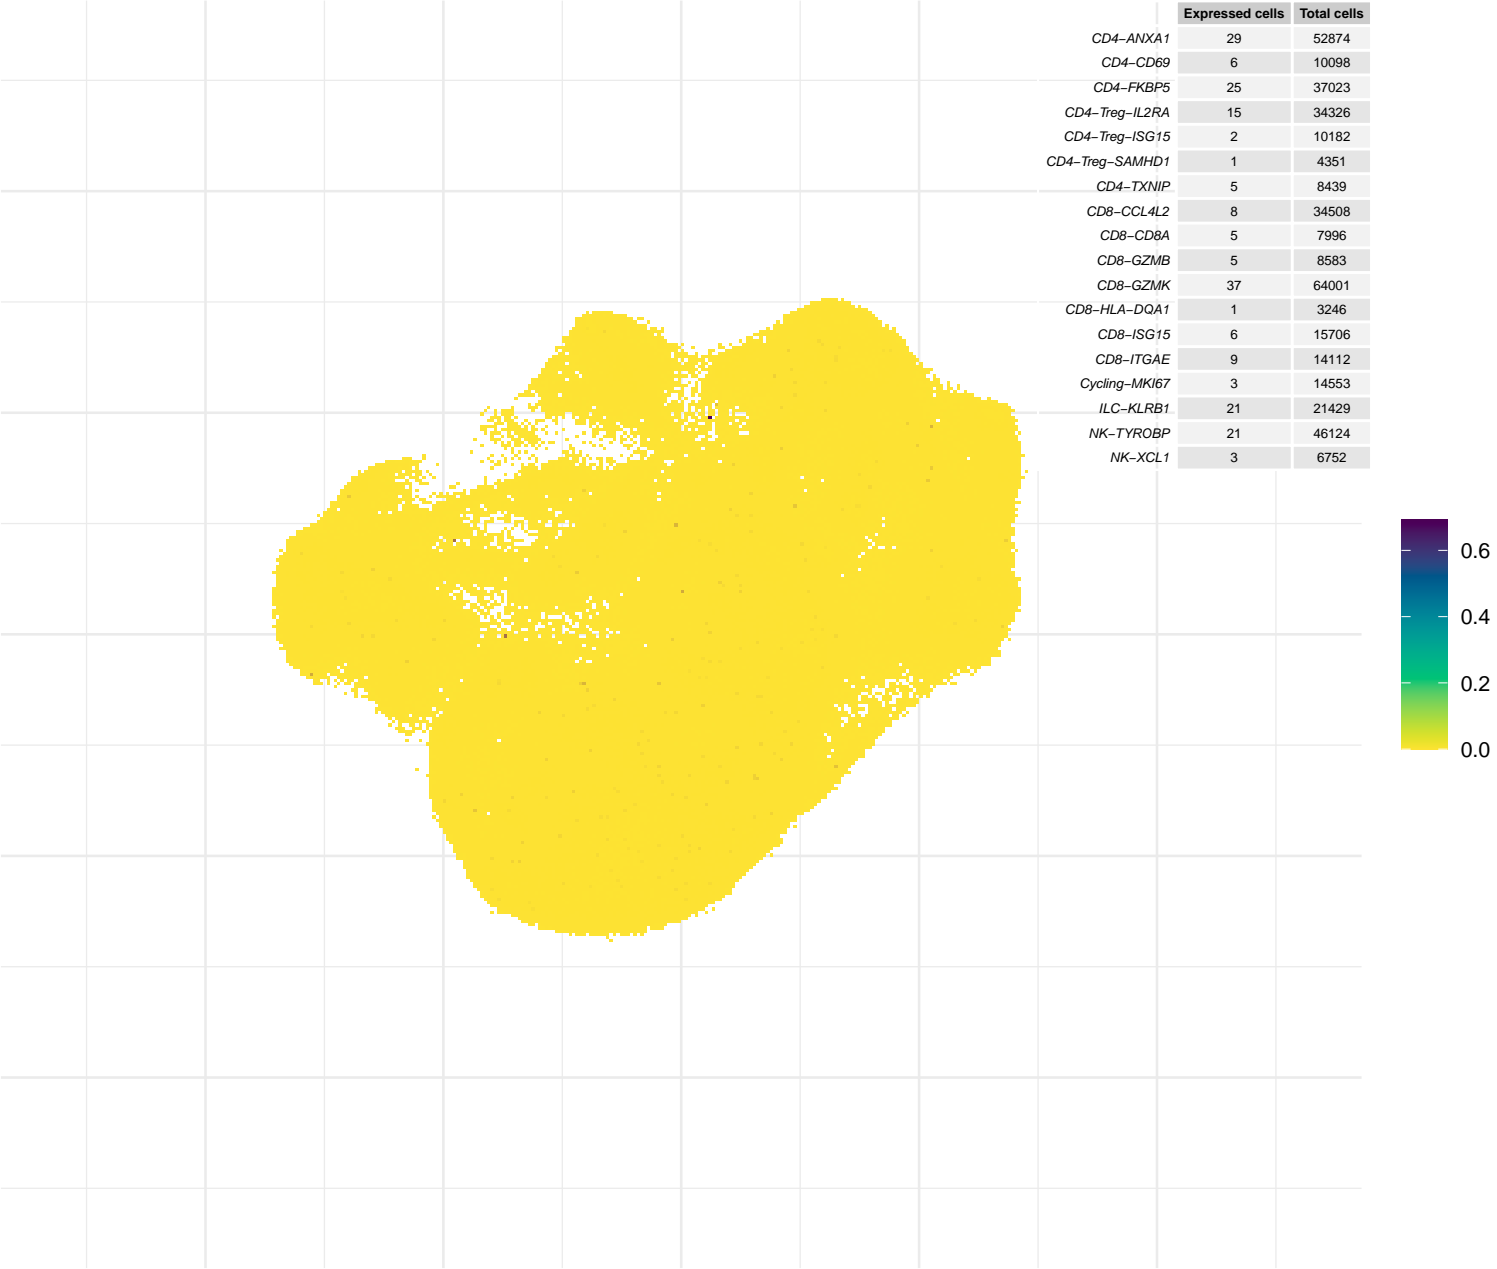 Expressed cells Total cells
CD4−ANXA1 29 52874
CD4−CD69 6 10098
CD4−FKBP5 25 37023
CD4−Treg−IL2RA 15 34326
CD4−Treg−ISG15 2 10182
CD4−Treg−SAMHD1 1 4351
CD4−TXNIP 5 8439
CD8−CCL4L2 8 34508
CD8−CD8A 5 7996
CD8−GZMB 5 8583
CD8−GZMK 37 64001
CD8−HLA−DQA1 1 3246
CD8−ISG15 6 15706
CD8−ITGAE 9 14112
Cycling−MKI67 3 14553
ILC−KLRB1 21 21429
NK−TYROBP 21 46124
NK−XCL1 3 6752
0.6
0.4
0.2
0.0